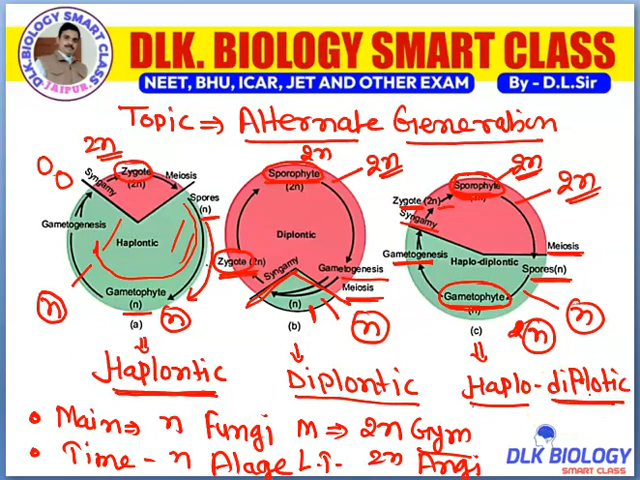 DLK.BIOLOGY SMART CLASS
JAIPUR.
DLK. BIOLOGY SMART CLASS
NEET, BHU, ICAR, JET AND OTHER EXAM
By - D.L.Sir
Topic ⇒ Alternate Generation
2n
Zygote
(2n)
Syngamy
Meiosis
Spores
(n)
Gametogenesis
Haplontic
Gametophyte
(n)
n
n
(a)
2n
Sporophyte
(2n)
2n
Diplontic
Zygote (2n)
Syngamy
Gametogenesis
Meiosis
(n)
n
(b)
2n
Sporophyte
2n
Zygote (2n)
Syngamy
Meiosis
Gametogenesis
Haplo-diplontic
Spores(n)
Gametophyte
(n)
n
2n
(c)
Haplontic
Diplontic
Haplo-diplotic
• Main ⇒ n Fungi M ⇒ 2n Gym
• Time - n Alage L.T. 2n Angi
DLK BIOLOGY
SMART CLASS